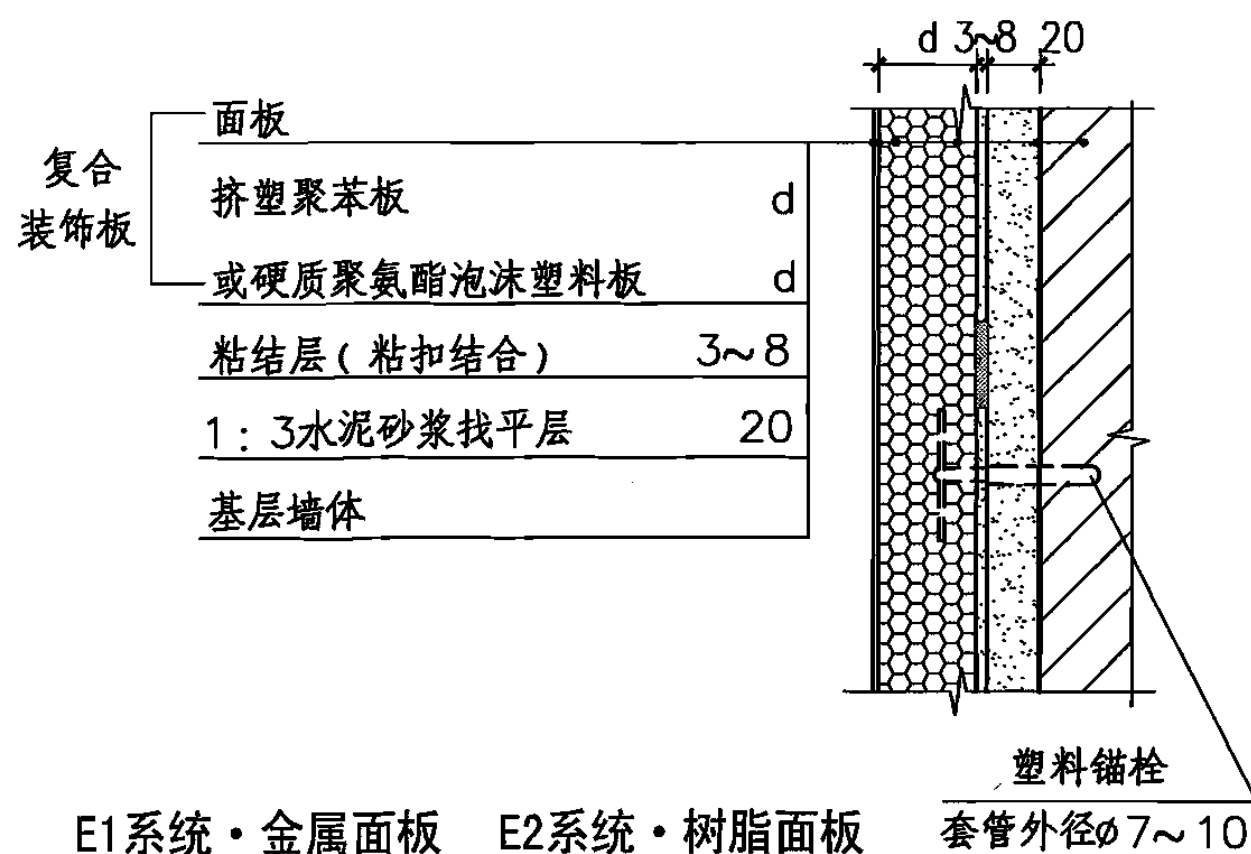 d 3~8 20
面板
复合
装饰板
挤塑聚苯板 d
或硬质聚氨酯泡沫塑料板 d
粘结层(粘扣结合) 3~8
1:3水泥砂浆找平层 20
基层墙体
塑料锚栓
套管外径ø7~10
E1系统·金属面板 E2系统·树脂面板